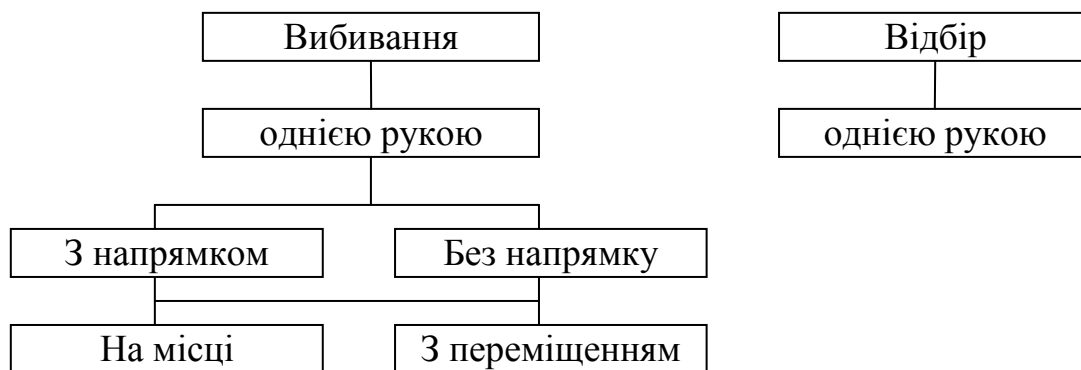 Вибивання
Відбір
однією рукою
однією рукою
З напрямком
Без напрямку
На місці
З переміщенням